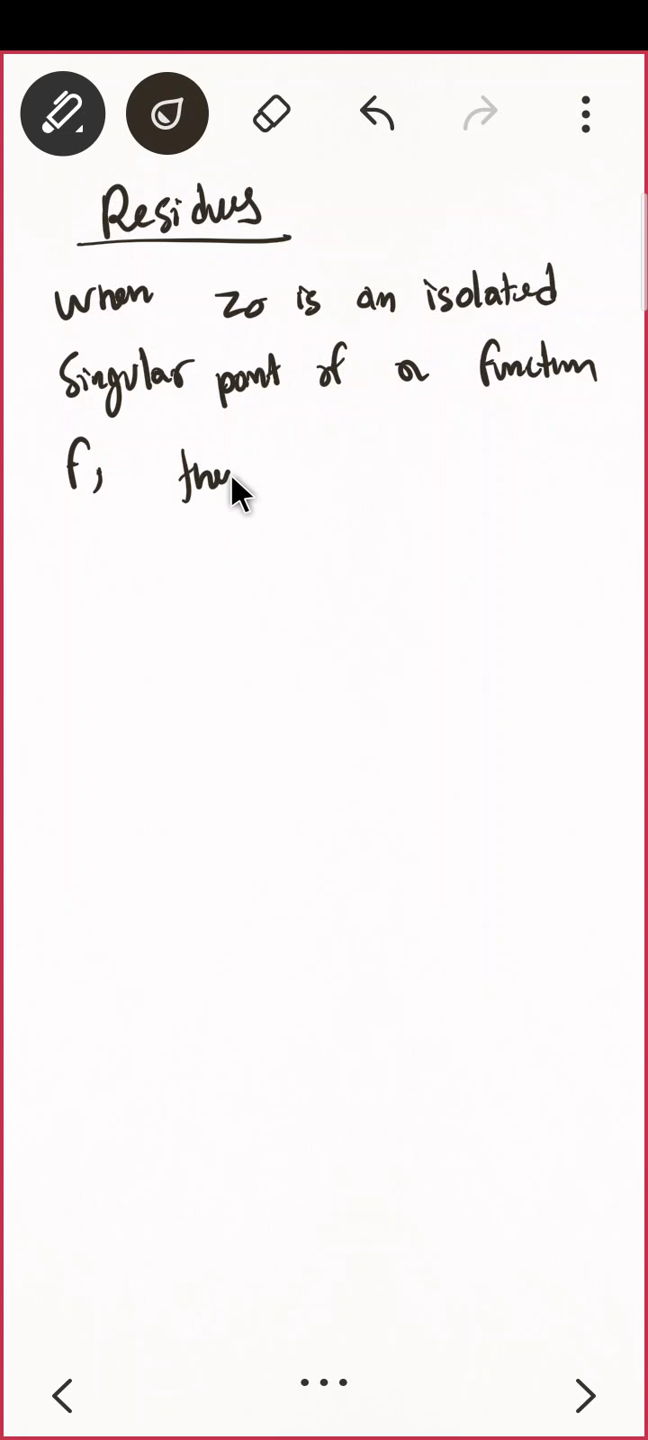 Residues
When z₀ is an isolated
Singular point of a function
f, the